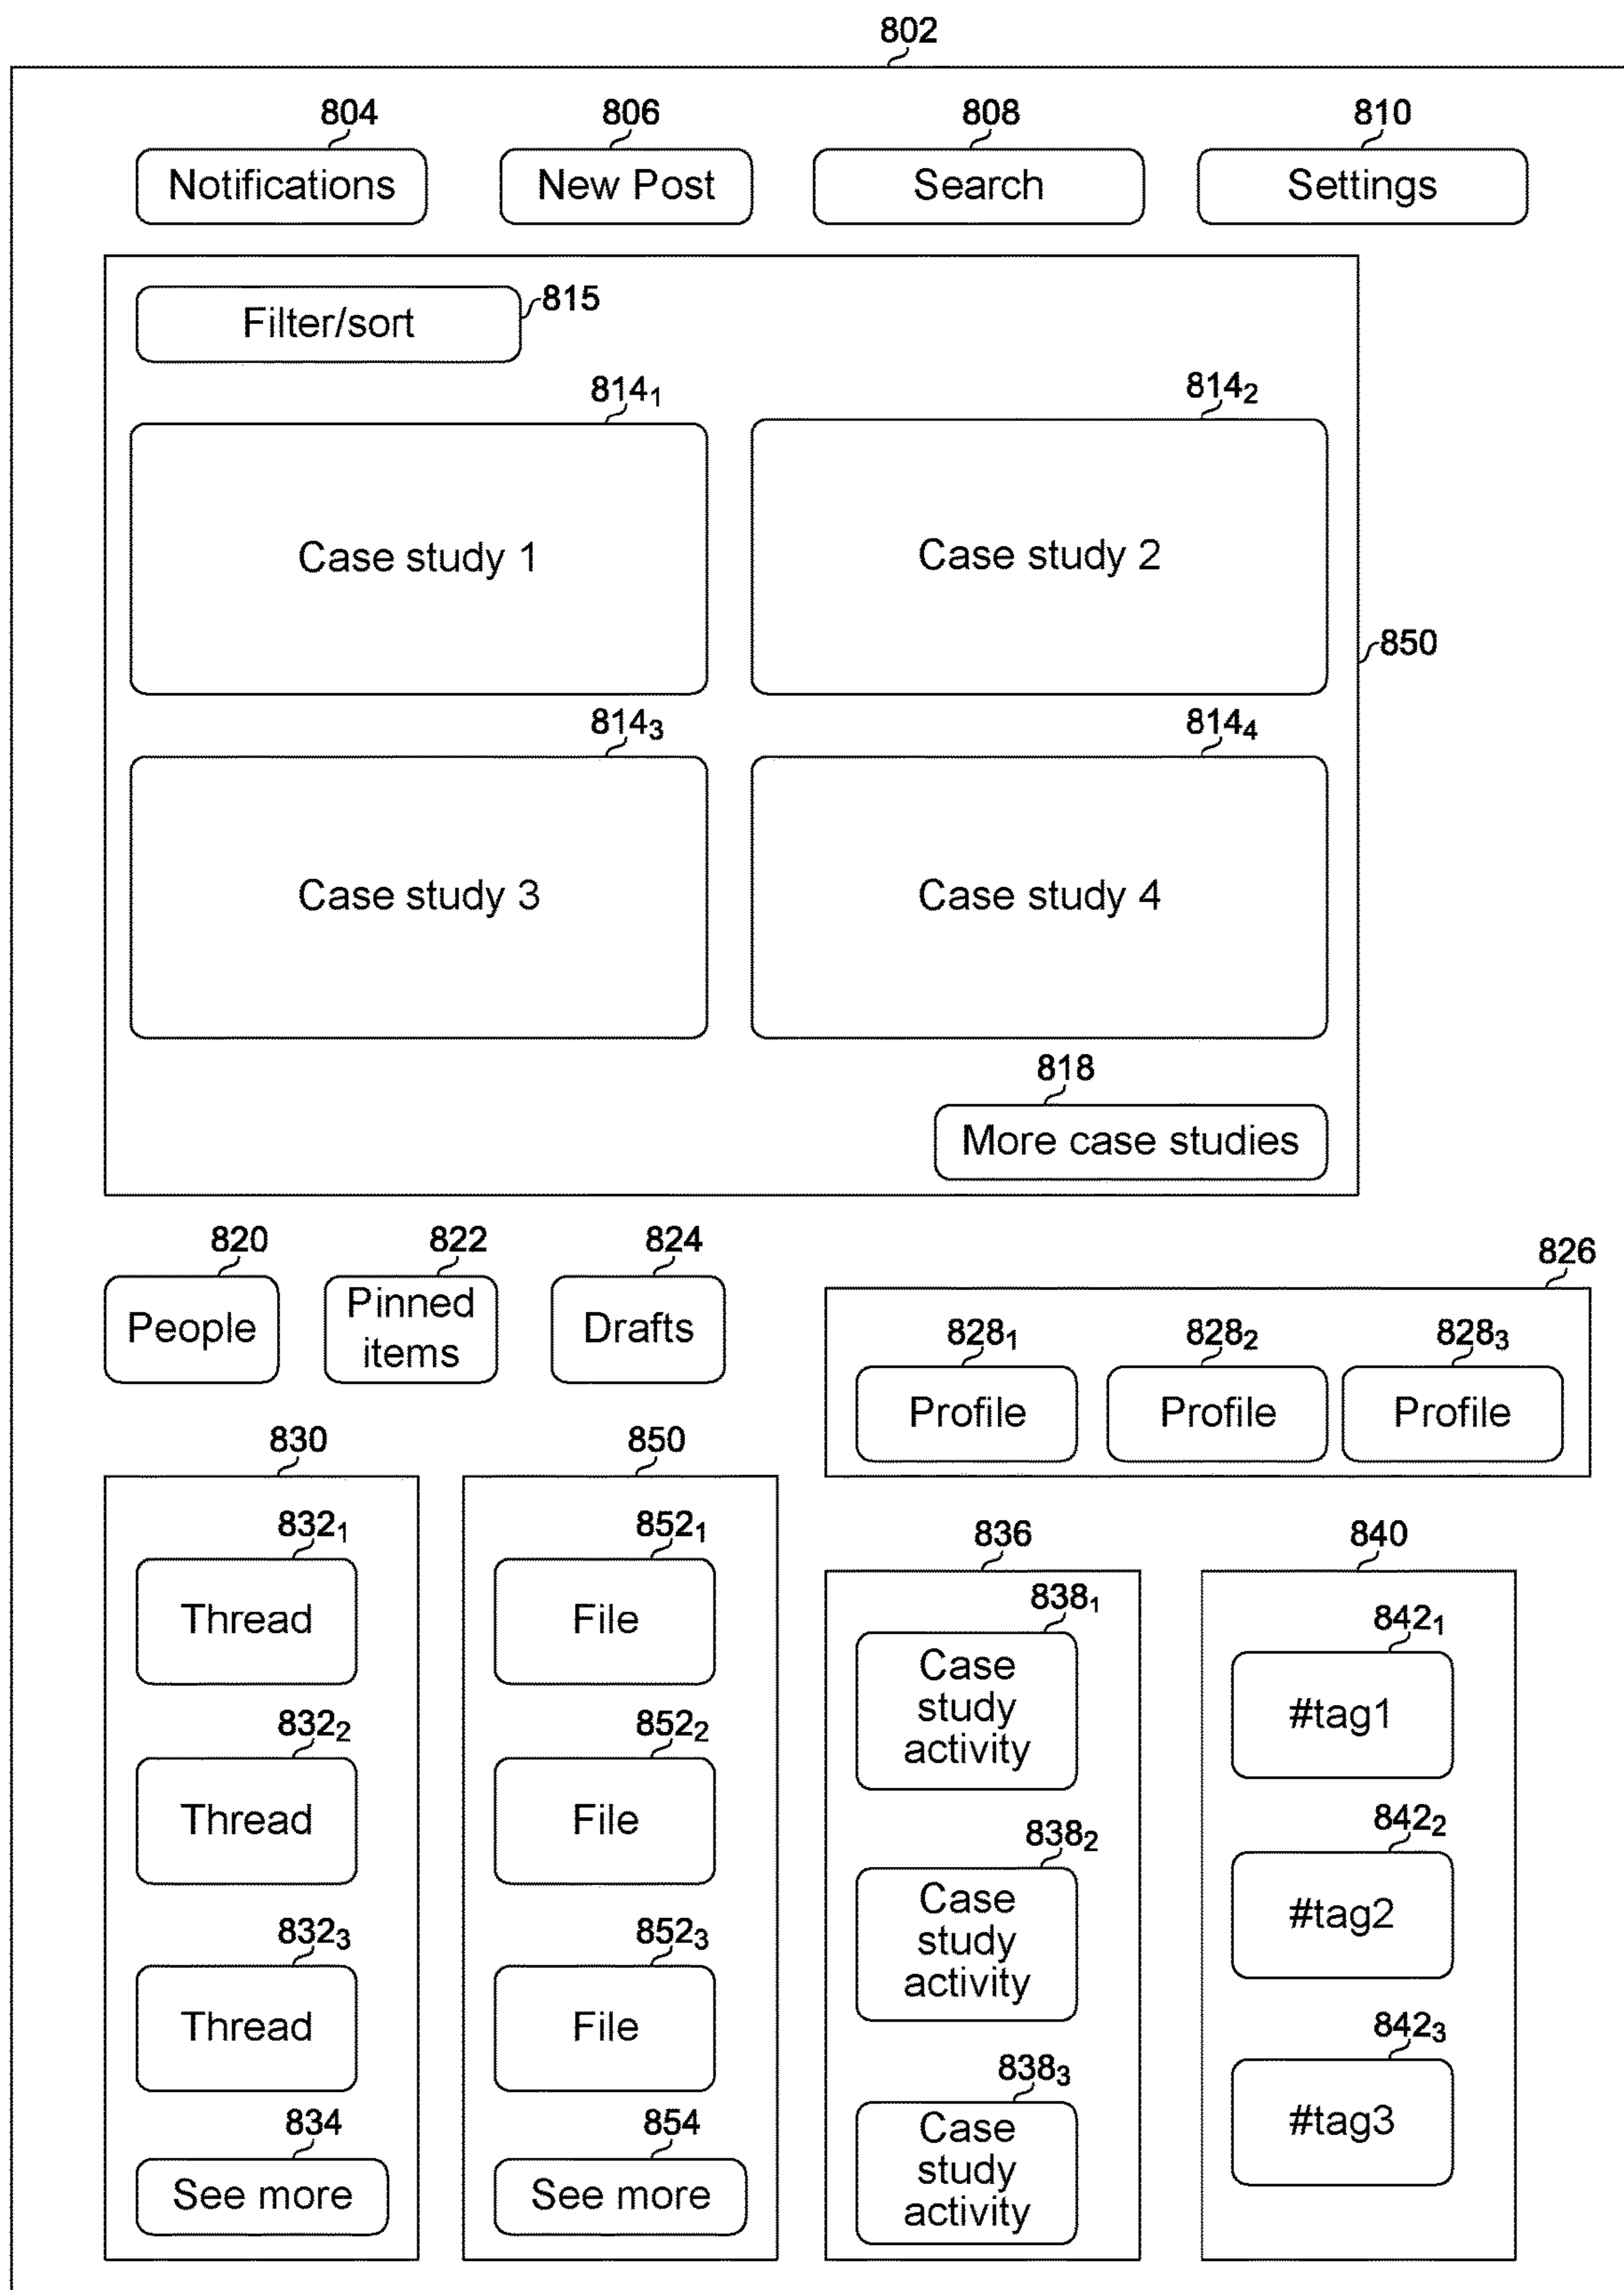 802
804 806 808 810
Notifications New Post Search Settings
815
Filter/sort
814₁ 814₂
Case study 1 Case study 2
850
814₃ 814₄
Case study 3 Case study 4
818
More case studies
820 822 824 826
People
Pinned
items
Drafts
828₁ 828₂ 828₃
Profile Profile Profile
830 850
832₁ 852₁
Thread File
832₂ 852₂
Thread File
832₃ 852₃
Thread File
834 854
See more See more
836 840
838₁
Case
study
activity
838₂
Case
study
activity
838₃
Case
study
activity
842₁
#tag1
842₂
#tag2
842₃
#tag3